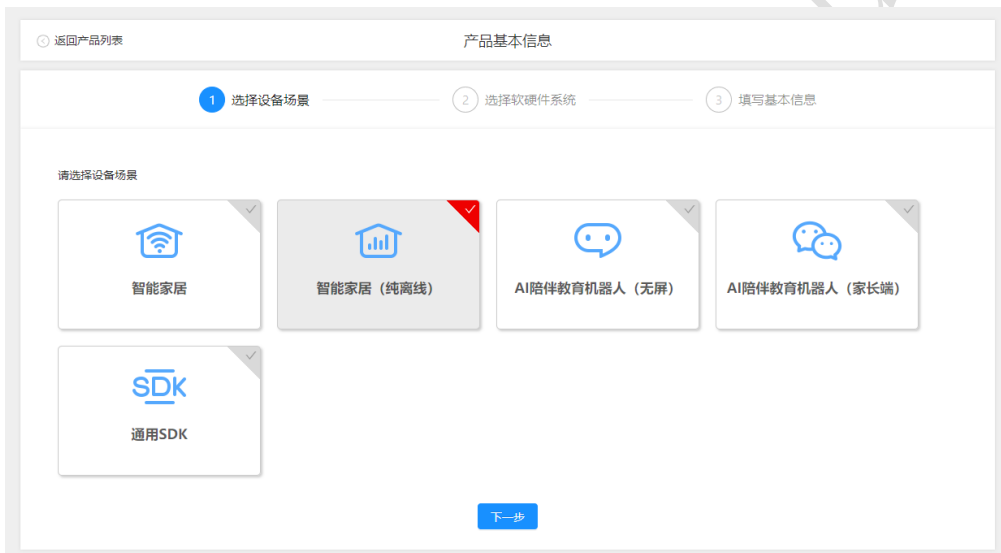 返回产品列表
产品基本信息
1 选择设备场景
2 选择软硬件系统
3 填写基本信息
请选择设备场景
智能家居
智能家居（纯离线）
AI陪伴教育机器人（无屏）
AI陪伴教育机器人（家长端）
SDK
通用SDK
下一步